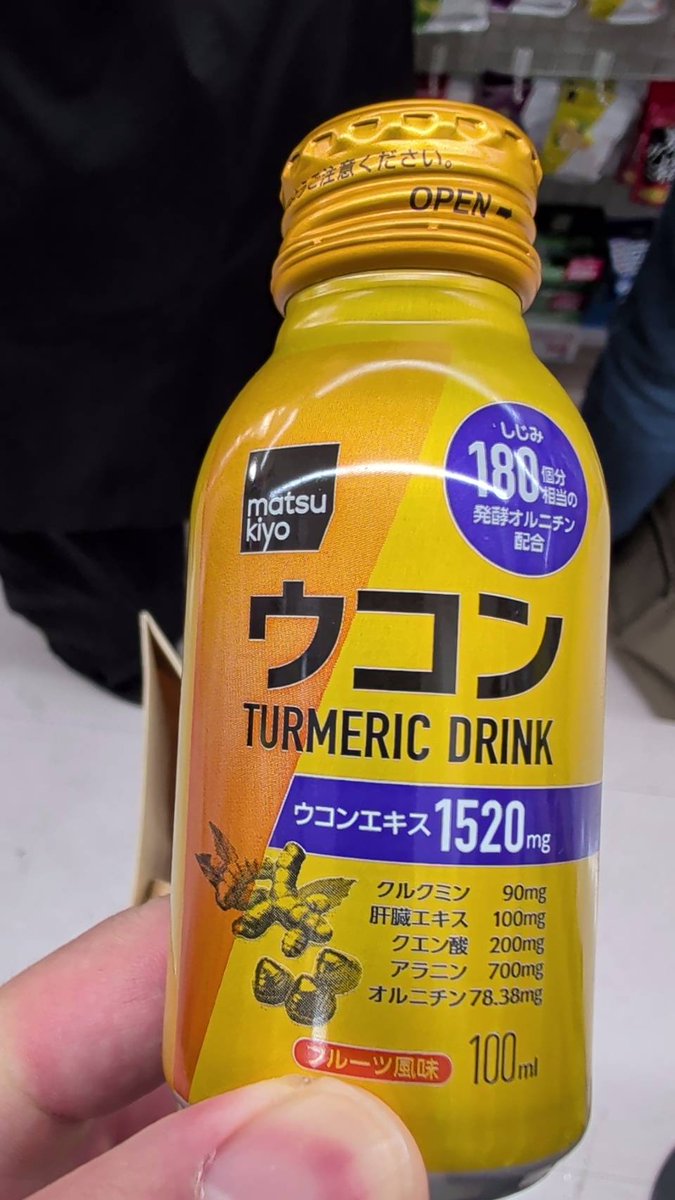 ご注意ください。
OPEN
matsu
kiyo
しじみ
180個分
相当の
発酵オルニチン
配合
ウコン
TURMERIC DRINK
ウコンエキス1520mg
クルクミン 90mg
肝臓エキス 100mg
クエン酸 200mg
アラニン 700mg
オルニチン 78.38mg
フルーツ風味
100ml